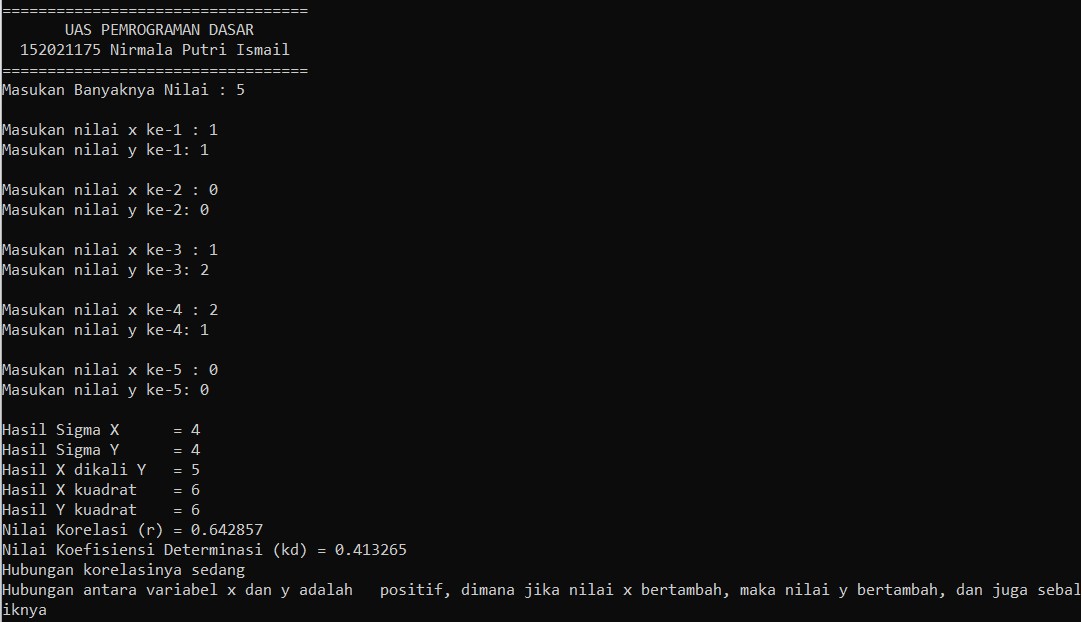 ==================================
UAS PEMROGRAMAN DASAR
152021175 Nirmala Putri Ismail
==================================
Masukan Banyaknya Nilai : 5
Masukan nilai x ke-1 : 1
Masukan nilai y ke-1: 1
Masukan nilai x ke-2 : 0
Masukan nilai y ke-2: 0
Masukan nilai x ke-3 : 1
Masukan nilai y ke-3: 2
Masukan nilai x ke-4 : 2
Masukan nilai y ke-4: 1
Masukan nilai x ke-5 : 0
Masukan nilai y ke-5: 0
Hasil Sigma X      = 4
Hasil Sigma Y      = 4
Hasil X dikali Y   = 5
Hasil X kuadrat    = 6
Hasil Y kuadrat    = 6
Nilai Korelasi (r) = 0.642857
Nilai Koefisiensi Determinasi (kd) = 0.413265
Hubungan korelasinya sedang
Hubungan antara variabel x dan y adalah   positif, dimana jika nilai x bertambah, maka nilai y bertambah, dan juga sebal
iknya